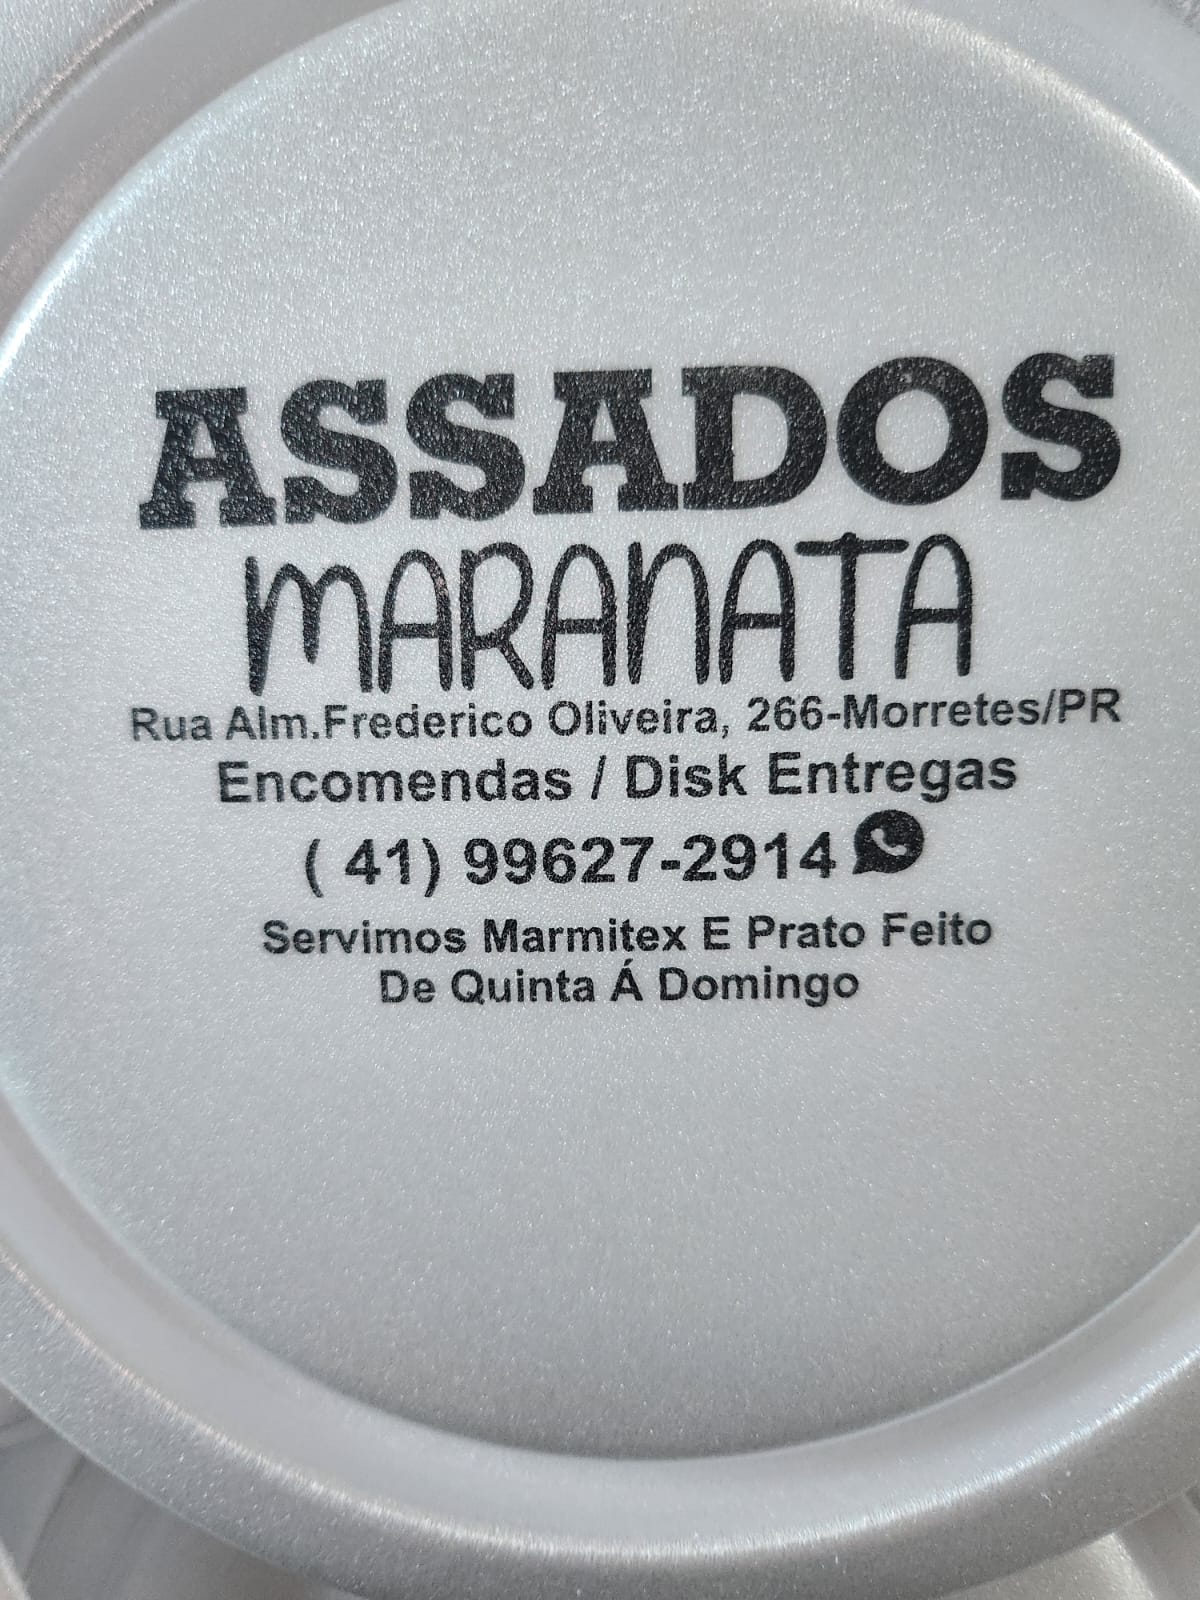 ASSADOS
MARANATA
Rua Alm.Frederico Oliveira, 266-Morretes/PR
Encomendas / Disk Entregas
( 41) 99627-2914
Servimos Marmitex E Prato Feito
De Quinta Á Domingo